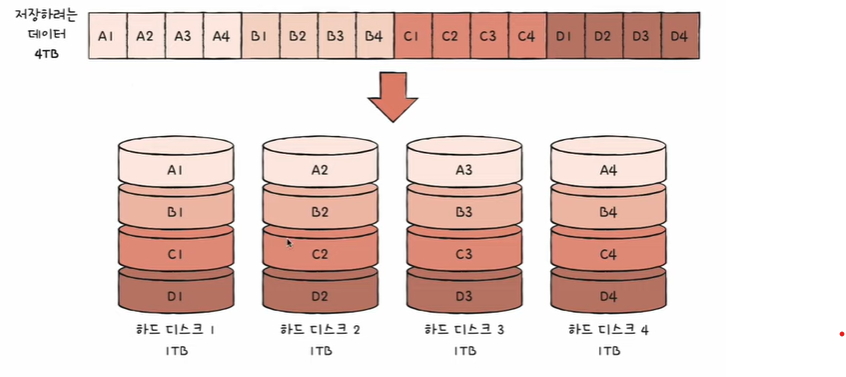 저장하려는
데이터
4TB
A1 A2 A3 A4 B1 B2 B3 B4 C1 C2 C3 C4 D1 D2 D3 D4
A1 A2 A3 A4
B1 B2 B3 B4
C1 C2 C3 C4
D1 D2 D3 D4
하드 디스크 1 하드 디스크 2 하드 디스크 3 하드 디스크 4
1TB 1TB 1TB 1TB